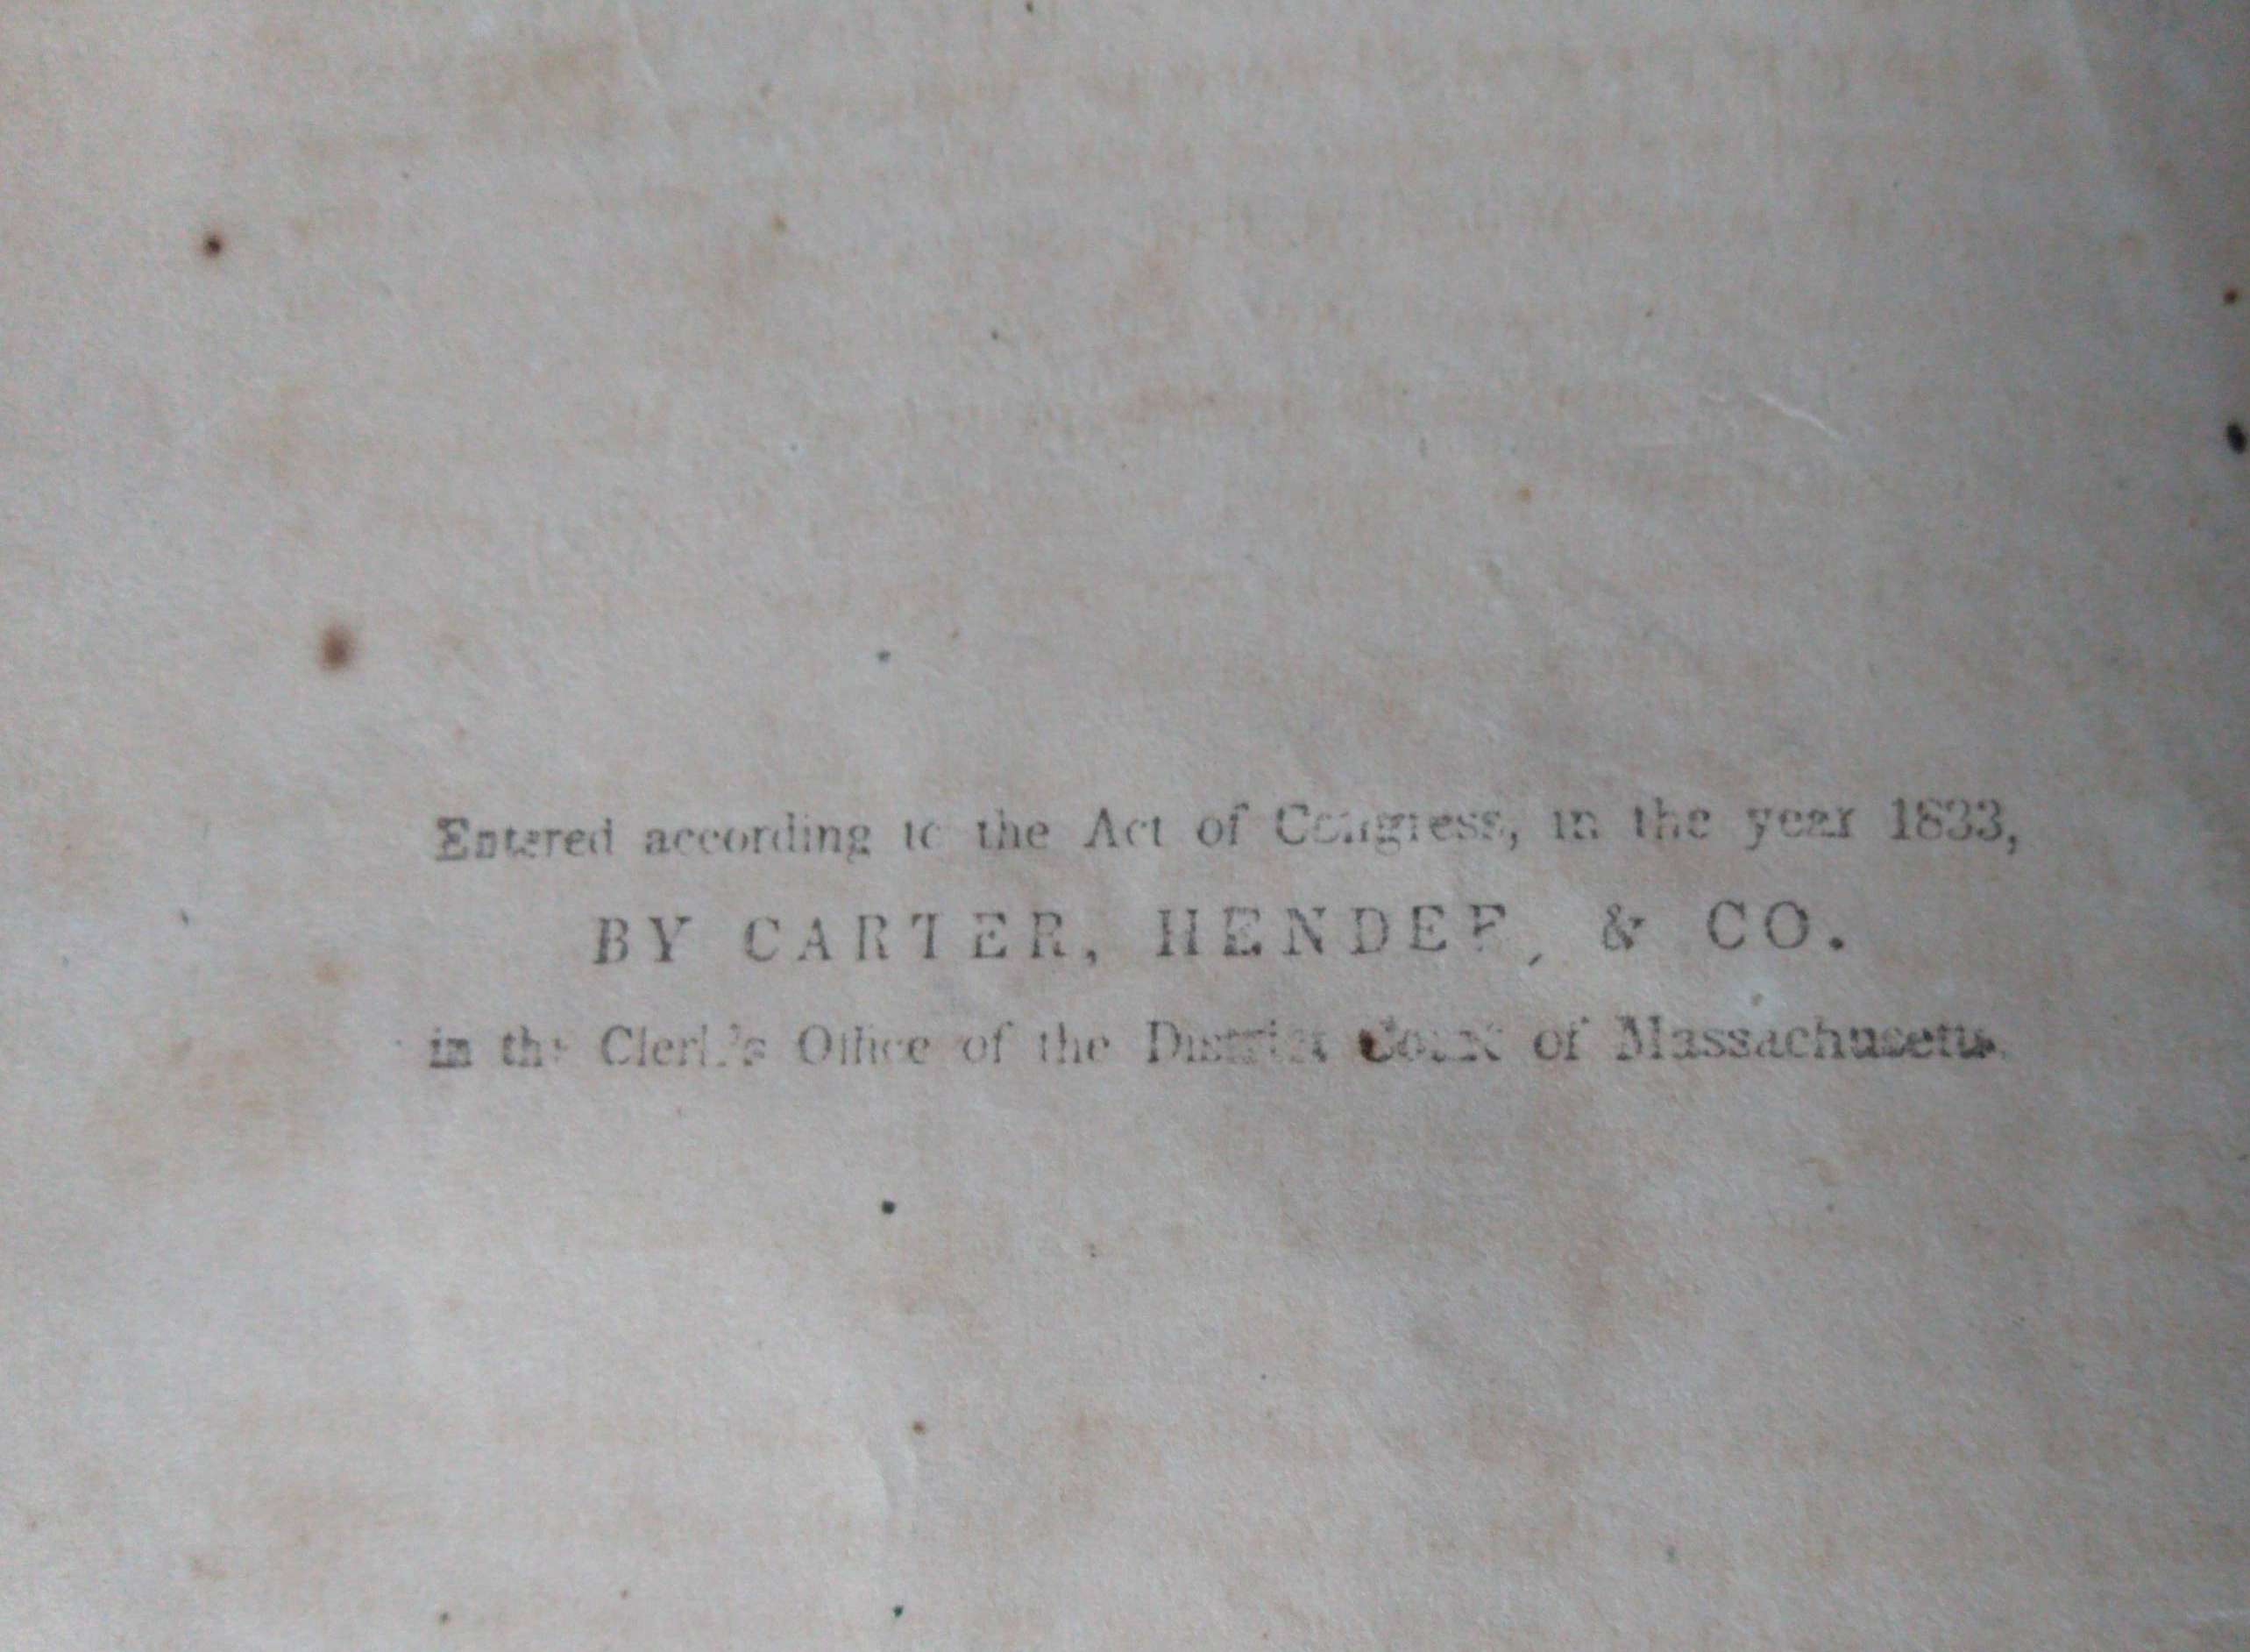 Entered according to the Act of Congress, in the year 1833,
BY CARTER, HENDEE, & CO.
in the Clerk's Office of the District Court of Massachusetts.